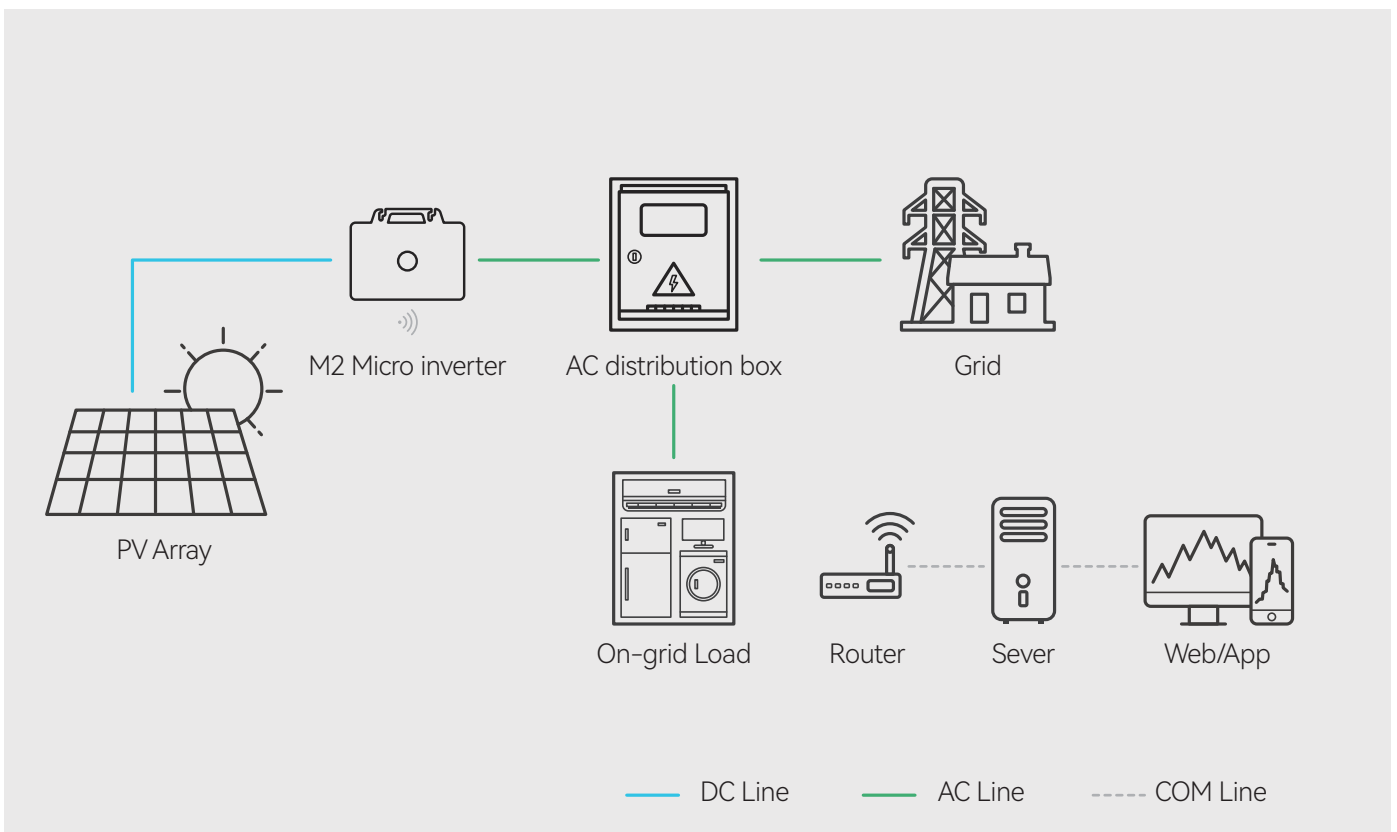 M2 Micro inverter
AC distribution box
Grid
PV Array
On-grid Load
Router
Sever
Web/App
DC Line
AC Line
COM Line